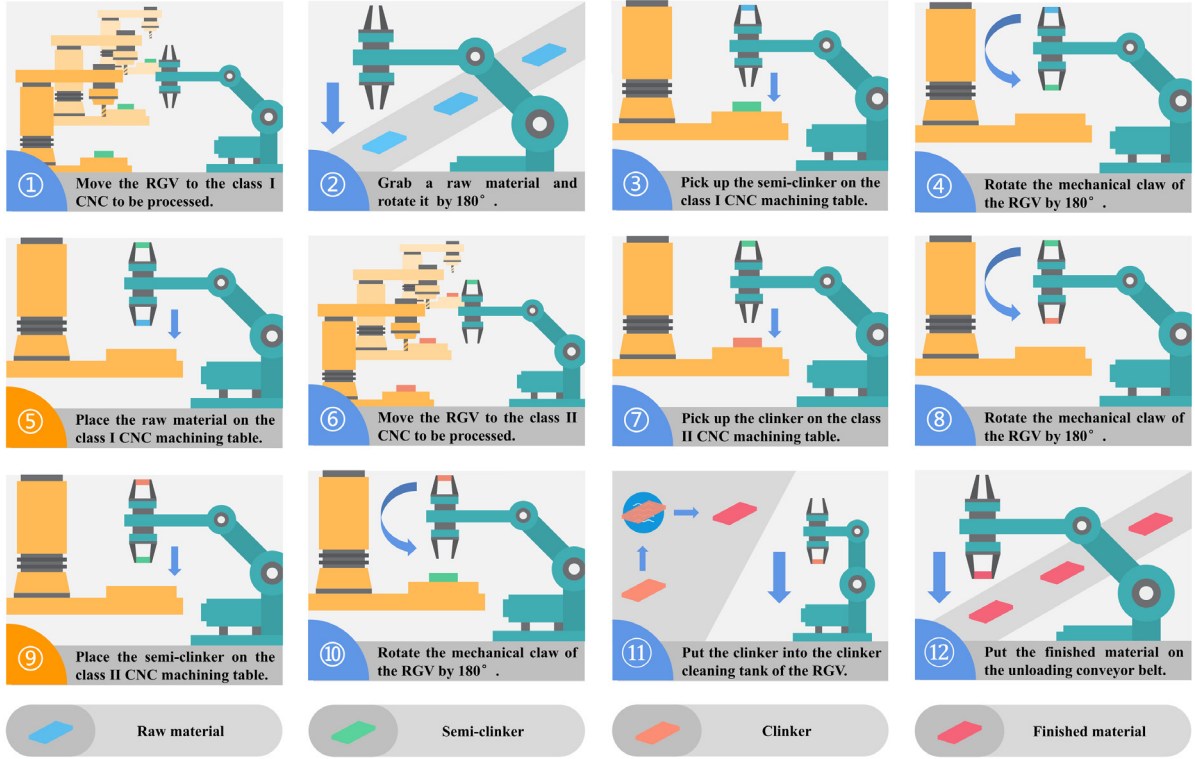 ①
Move the RGV to the class I
CNC to be processed.
②
Grab a raw material and
rotate it by 180°.
③
Pick up the semi-clinker on the
class I CNC machining table.
④
Rotate the mechanical claw of
the RGV by 180°.
⑤
Place the raw material on the
class I CNC machining table.
⑥
Move the RGV to the class II
CNC to be processed.
⑦
Pick up the clinker on the class
II CNC machining table.
⑧
Rotate the mechanical claw of
the RGV by 180°.
⑨
Place the semi-clinker on the
class II CNC machining table.
⑩
Rotate the mechanical claw of
the RGV by 180°.
⑪
Put the clinker into the clinker
cleaning tank of the RGV.
⑫
Put the finished material on
the unloading conveyor belt.
Raw material
Semi-clinker
Clinker
Finished material